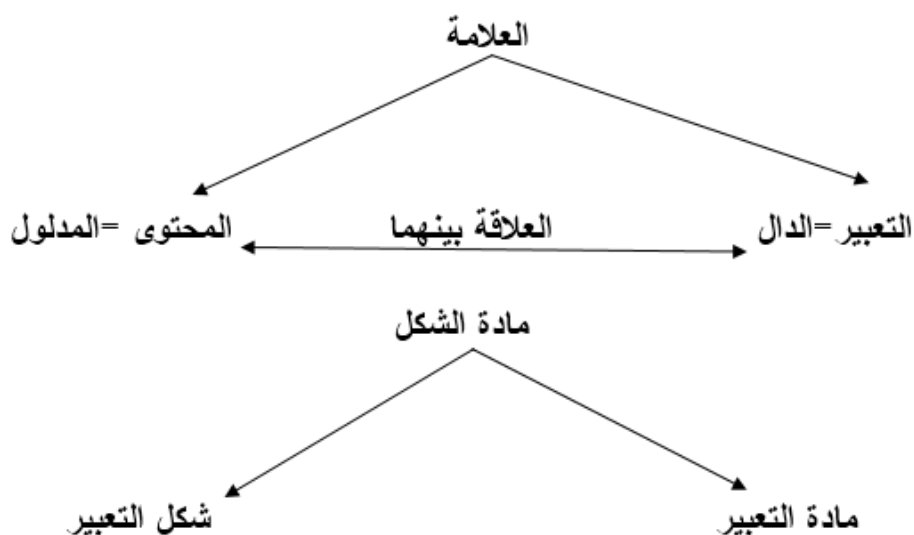 العلامة
التعبير =الدال العلاقة بينهما المحتوى =المدلول
مادة الشكل
مادة التعبير شكل التعبير